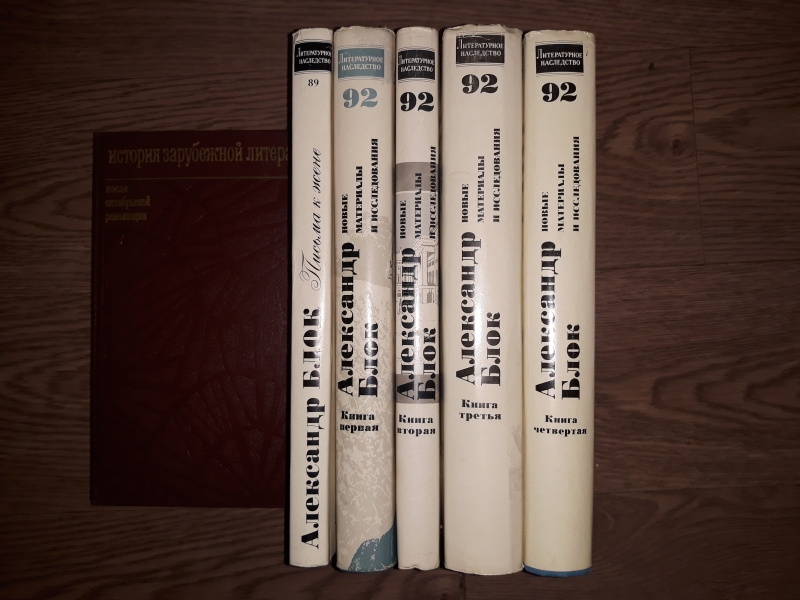 история зарубежной литера
после
октябрьской
революции
Литературное
наследство
89
Александр Блок Письма к жене
Литературное
наследство
92
Александр
Блок
новые
материалы
и исследования
Книга
первая
Литературное
наследство
92
Александр
Блок
новые
материалы
и исследования
Книга
вторая
Литературное
наследство
92
Александр
Блок
новые
материалы
и исследования
Книга
третья
Литературное
наследство
92
Александр
Блок
новые
материалы
и исследования
Книга
четвертая